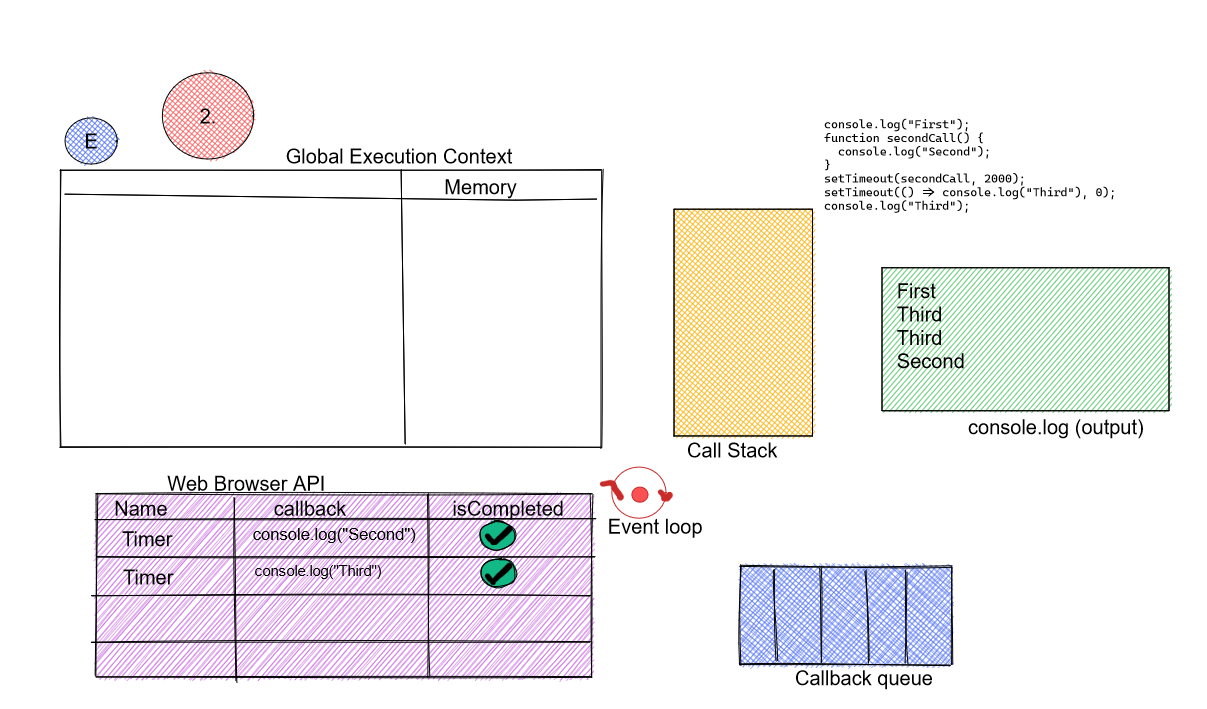 E
2.
Global Execution Context
Memory
console.log("First");
function secondCall() {
  console.log("Second");
}
setTimeout(secondCall, 2000);
setTimeout(() => console.log("Third"), 0);
console.log("Third");
First
Third
Third
Second
console.log (output)
Call Stack
Web Browser API
Name callback isCompleted
Timer console.log("Second")
Timer console.log("Third")
Event loop
Callback queue